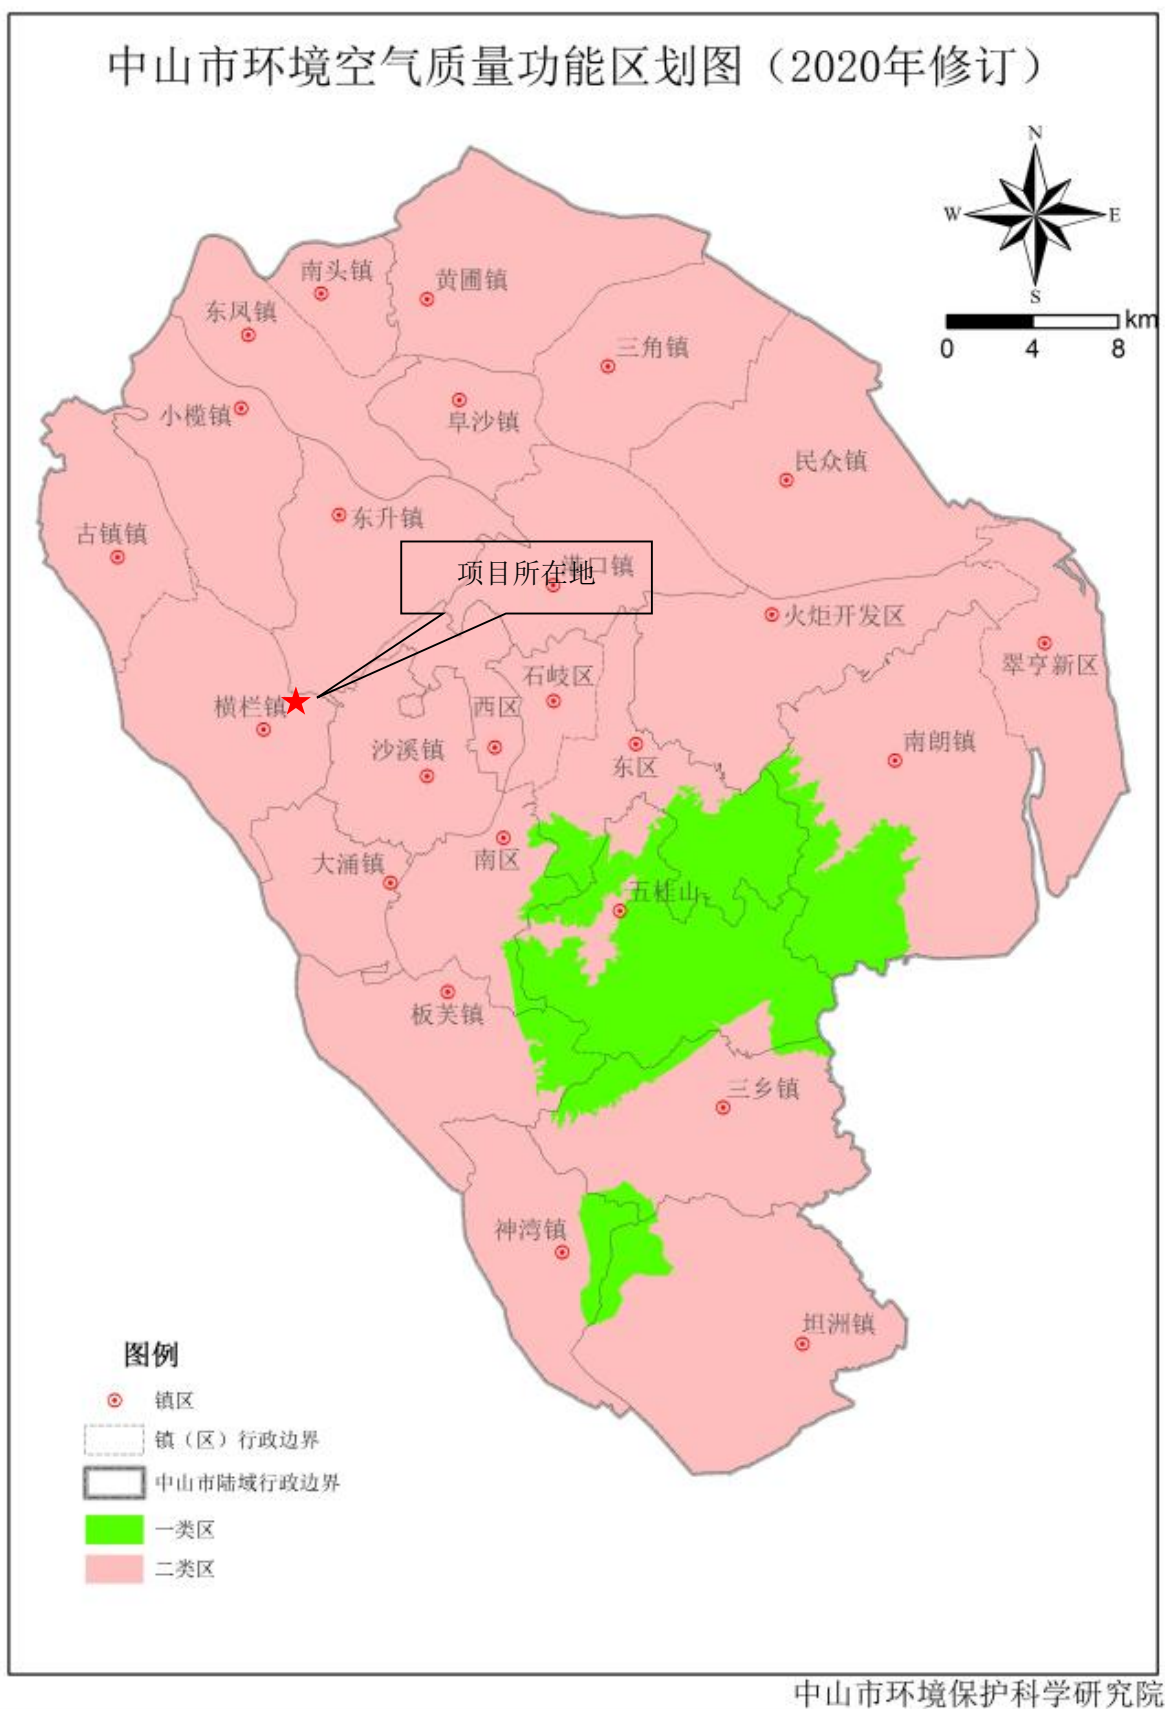 中山市环境空气质量功能区划图（2020年修订）
N
W
E
S
km
0 4 8
南头镇
黄圃镇
东凤镇
三角镇
小榄镇
阜沙镇
民众镇
东升镇
古镇镇
港口镇
项目所在地
火炬开发区
翠亨新区
石岐区
横栏镇
西区
沙溪镇
东区
南朗镇
大涌镇
南区
五桂山
板芙镇
三乡镇
神湾镇
坦洲镇
图例
镇区
镇（区）行政边界
中山市陆域行政边界
一类区
二类区
中山市环境保护科学研究院